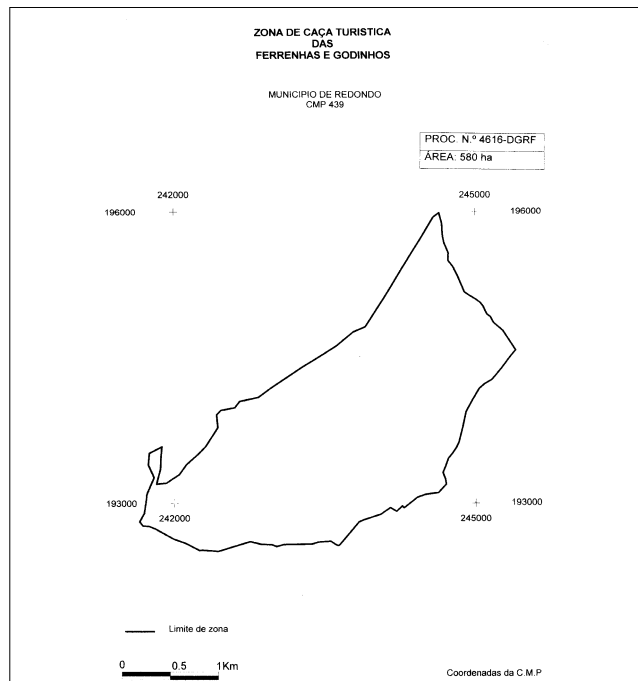 ZONA DE CAÇA TURISTICA
DAS
FERRENHAS E GODINHOS
MUNICIPIO DE REDONDO
CMP 439
PROC. N.º 4616-DGRF
ÁREA: 580 ha
242000 245000
196000 196000
193000 193000
242000 245000
Limite de zona
0 0.5 1Km
Coordenadas da C.M.P